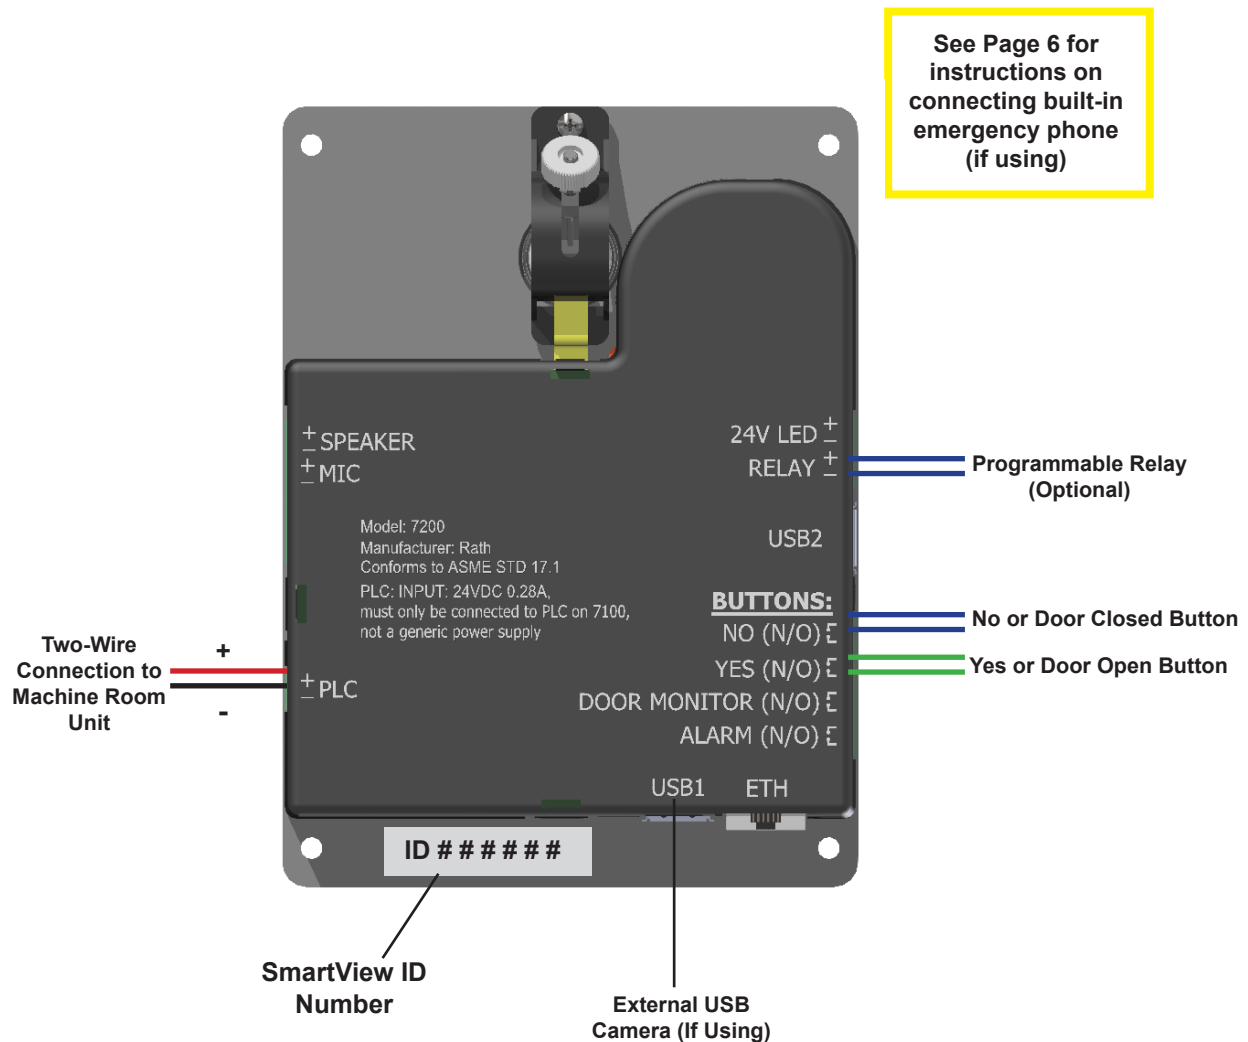 See Page 6 for
instructions on
connecting built-in
emergency phone
(if using)
+
- SPEAKER
+
- MIC
24V LED +
-
RELAY +
-
Programmable Relay
(Optional)
Model: 7200
Manufacturer: Rath
Conforms to ASME STD 17.1
PLC: INPUT: 24VDC 0.28A,
must only be connected to PLC on 7100,
not a generic power supply
USB2
BUTTONS:
NO (N/O)
No or Door Closed Button
YES (N/O)
Yes or Door Open Button
DOOR MONITOR (N/O)
ALARM (N/O)
Two-Wire
Connection to
Machine Room
Unit
+
-
+
- PLC
USB1
ETH
ID # # # # # #
SmartView ID
Number
External USB
Camera (If Using)